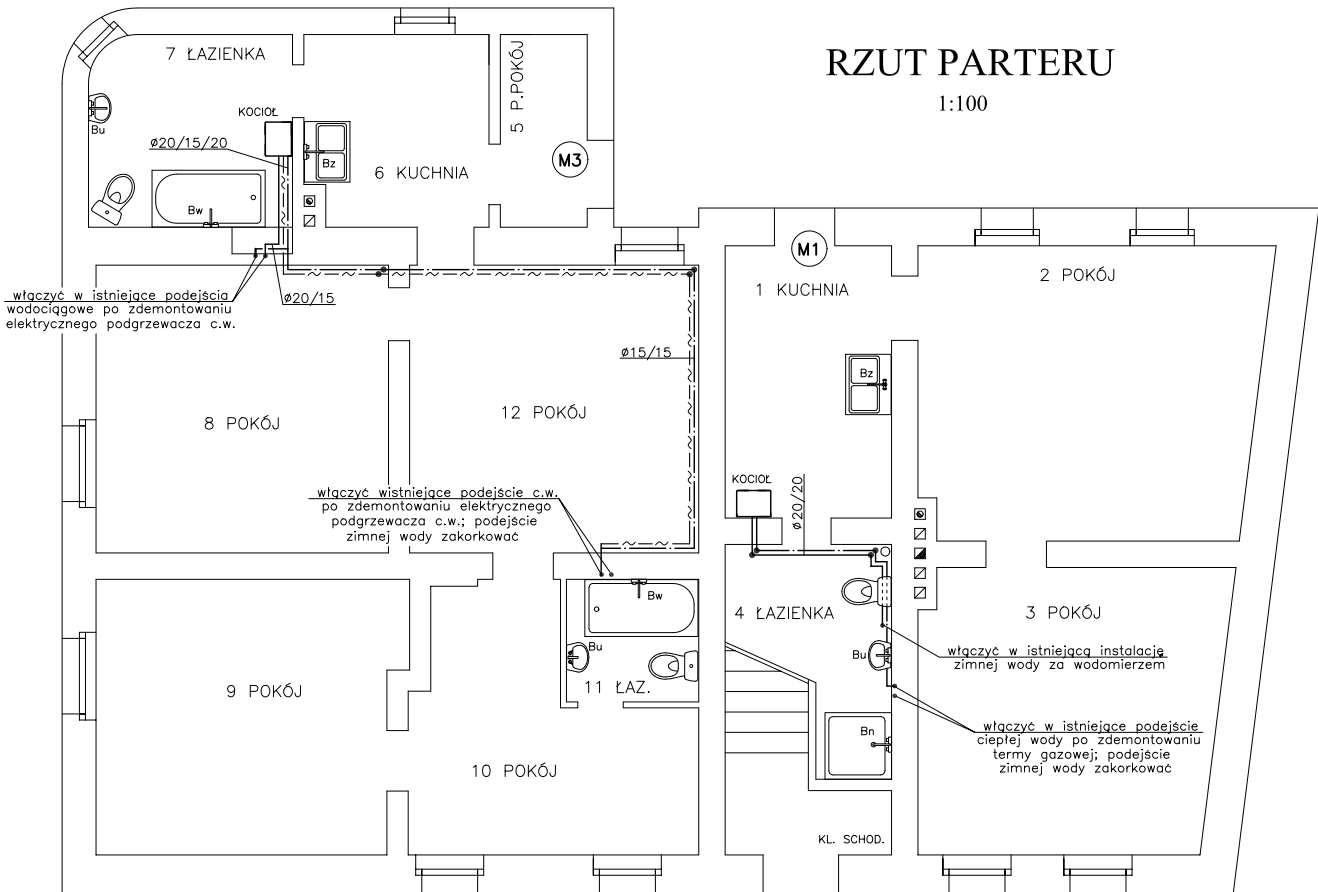 RZUT PARTERU
1:100
7 ŁAZIENKA
5 P.POKÓJ
KOCIOŁ
Bu
ø20/15/20
Bz
6 KUCHNIA
M3
Bw
M1
1 KUCHNIA
2 POKÓJ
włączyć w istniejące podejścia
wodociągowe po zdemontowaniu
elektrycznego podgrzewacza c.w.
ø20/15
ø15/15
Bz
8 POKÓJ
12 POKÓJ
włączyć wistniejące podejście c.w.
po zdemontowaniu elektrycznego
podgrzewacza c.w.; podejście
zimnej wody zakorkować
KOCIOŁ
ø20/20
Bw
4 ŁAZIENKA
3 POKÓJ
Bu
Bu
włączyć w istniejącą instalację
zimnej wody za wodomierzem
9 POKÓJ
11 ŁAZ.
Bn
włączyć w istniejące podejście
ciepłej wody po zdemontowaniu
termy gazowej; podejście
zimnej wody zakorkować
10 POKÓJ
KL. SCHOD.